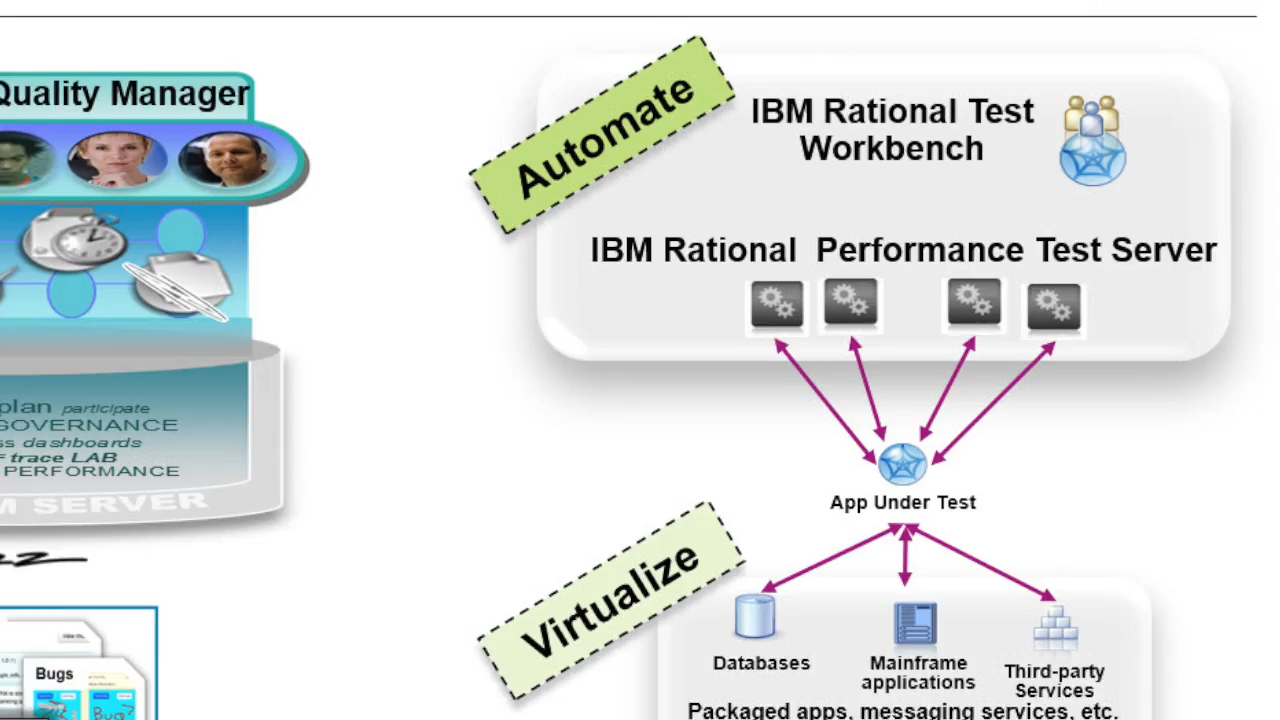 Quality Manager
plan participate
GOVERNANCE
dashboards
trace LAB
PERFORMANCE
SERVER
Bugs
Bug?
Automate
IBM Rational Test
Workbench
IBM Rational Performance Test Server
App Under Test
Virtualize
Databases
Mainframe
applications
Third-party
Services
Packaged apps, messaging services, etc.